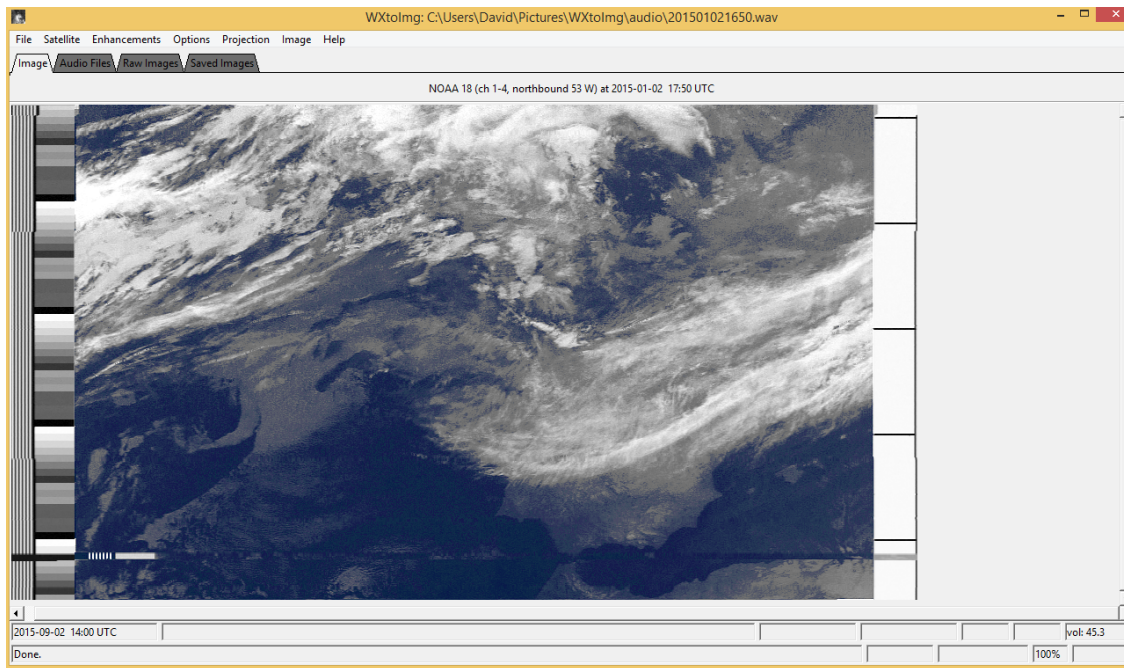 WXtoImg: C:\Users\David\Pictures\WXtoImg\audio\201501021650.wav
File Satellite Enhancements Options Projection Image Help
Image Audio Files Raw Images Saved Images
NOAA 18 (ch 1-4, northbound 53 W) at 2015-01-02 17:50 UTC
2015-09-02 14:00 UTC vol: 45.3
Done. 100%